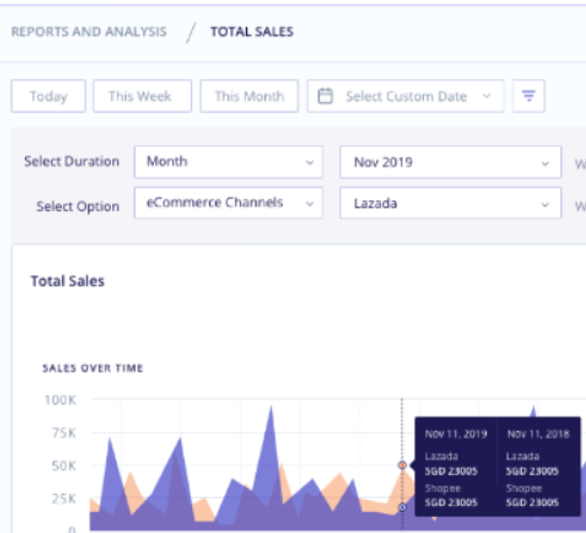 REPORTS AND ANALYSIS / TOTAL SALES
Today This Week This Month Select Custom Date
Select Duration Month Nov 2019 W
Select Option eCommerce Channels Lazada W
Total Sales
SALES OVER TIME
100K
75K
50K
25K
0
Nov 11, 2019 Nov 11, 2018
Lazada Lazada
SGD 23005 SGD 23005
Shopee Shopee
SGD 23005 SGD 23005